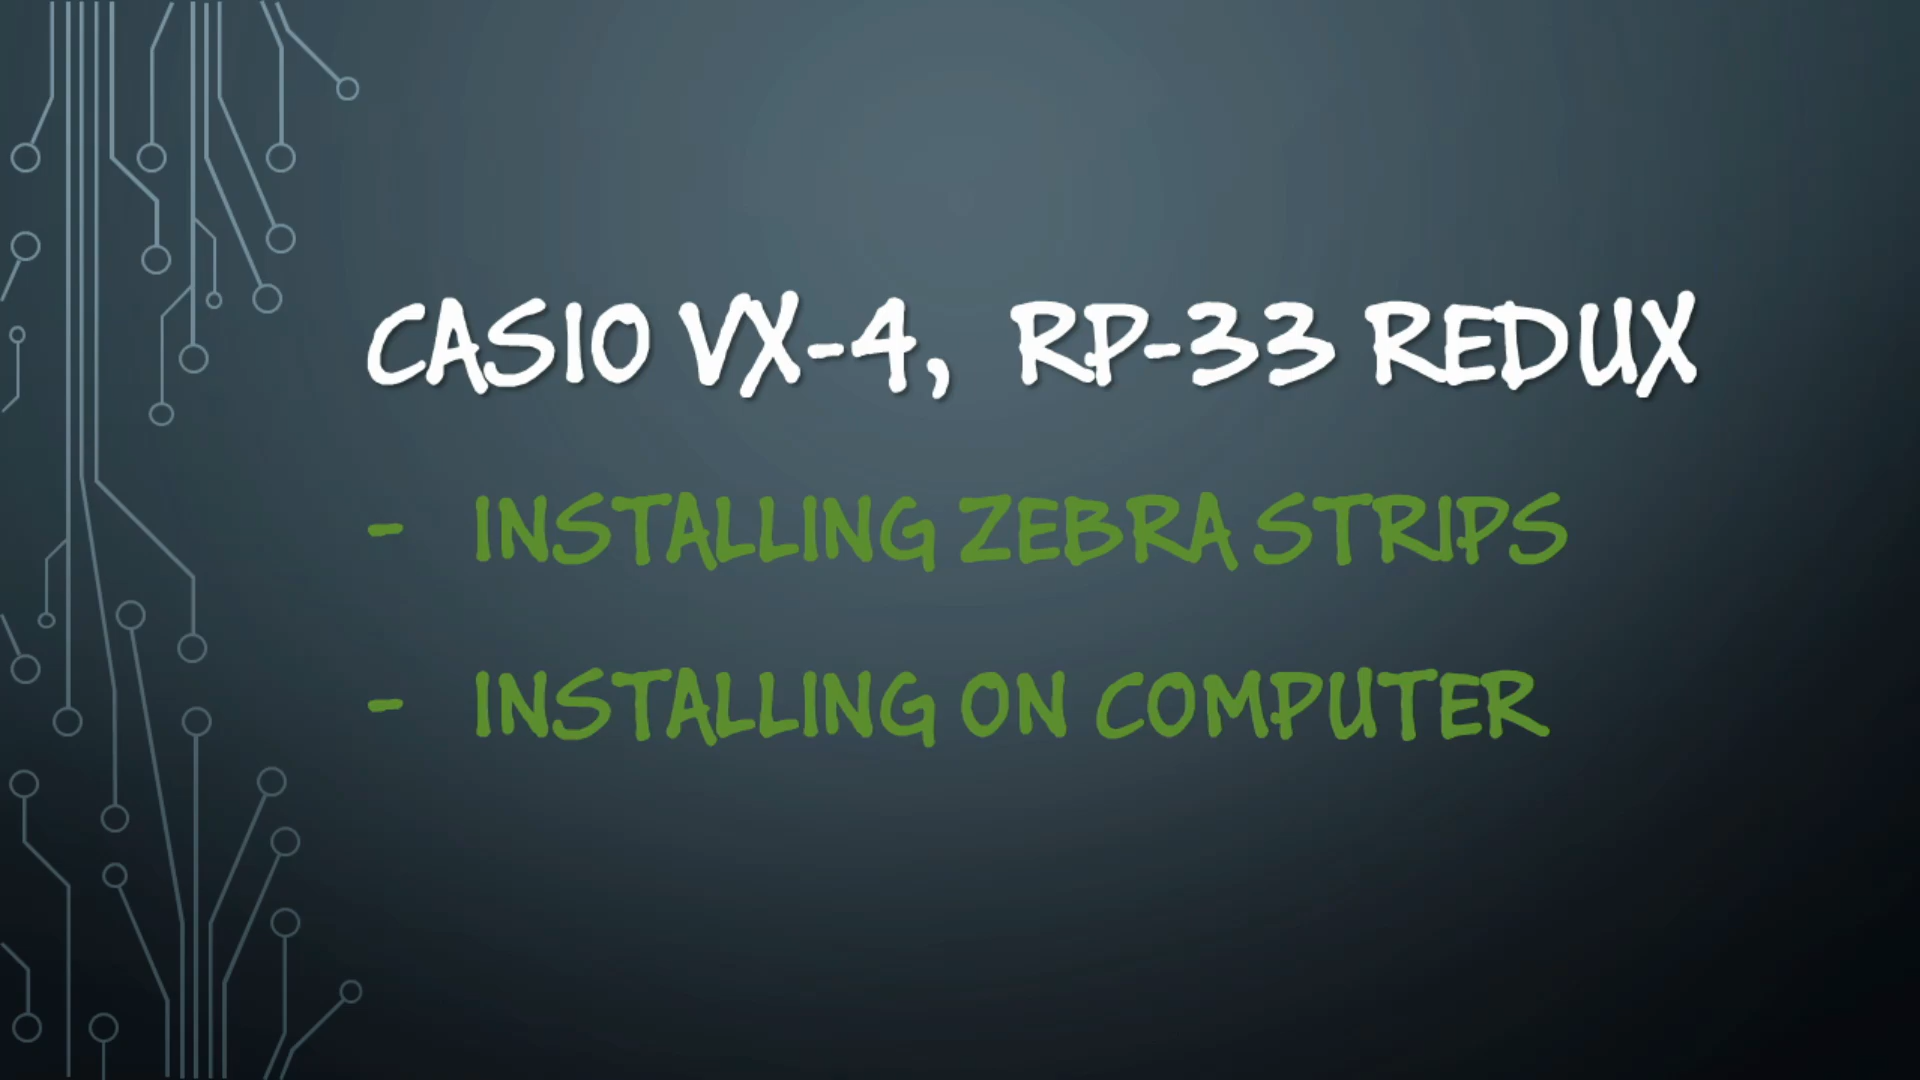 CASIO VX-4, RP-33 REDUX
- INSTALLING ZEBRA STRIPS
- INSTALLING ON COMPUTER